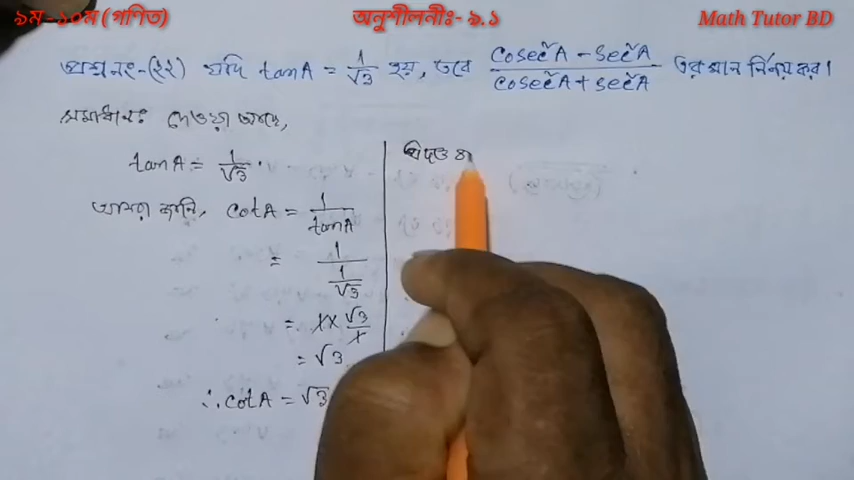 ৯ম - ১০ম (গণিত) অনুশীলনীঃ- ৯.১ Math Tutor BD
প্রশ্ন নং-(২২) যদি tanA = 1/√3 হয়, তবে (Cosec²A - Sec²A)/(Cosec²A + Sec²A) এর মান নির্ণয় কর।
সমাধানঃ দেওয়া আছে,
tanA = 1/√3
আমরা জানি, CotA = 1/tanA
= 1/(1/√3)
= 1 × √3/1
= √3
∴ CotA = √3
প্রদত্ত রা